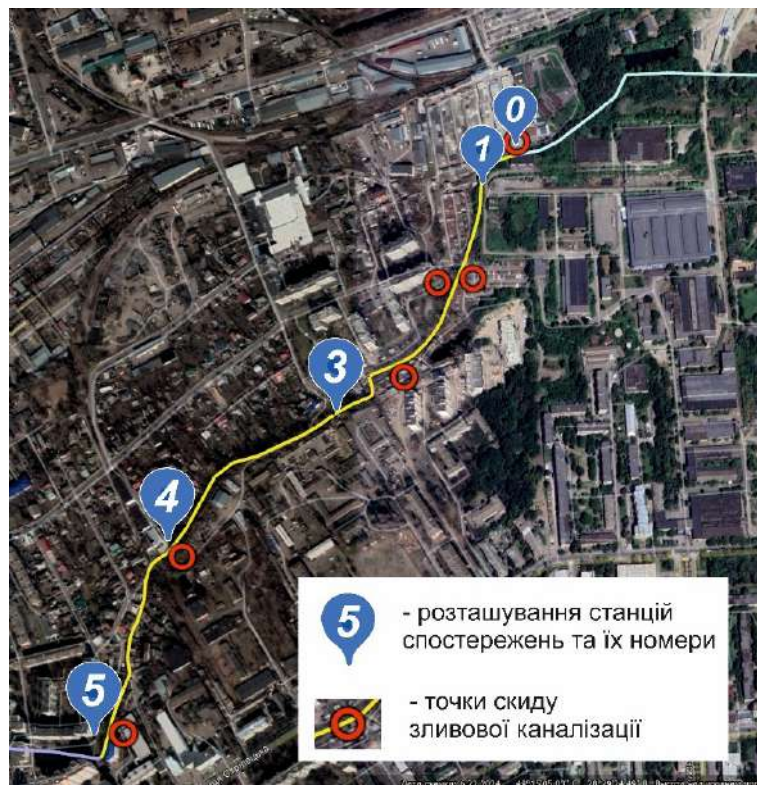 0
1
3
4
5
5
- розташування станцій
спостережень та їх номери
- точки скиду
зливової каналізації